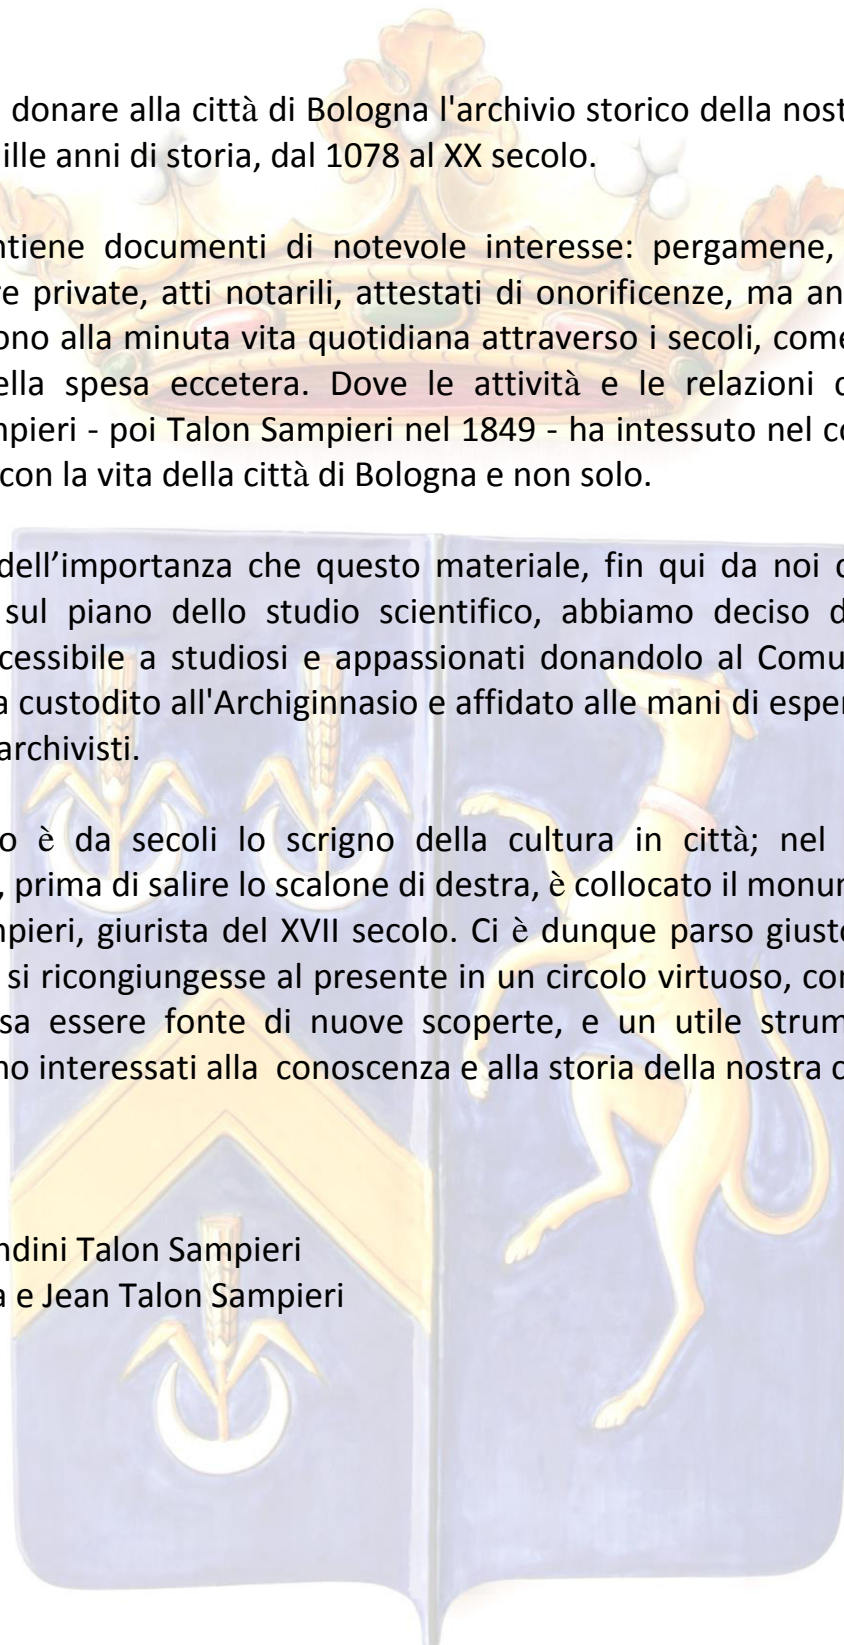 donare alla città di Bologna l'archivio storico della nost
ille anni di storia, dal 1078 al XX secolo.
ntiene documenti di notevole interesse: pergamene,
re private, atti notarili, attestati di onorificenze, ma an
ono alla minuta vita quotidiana attraverso i secoli, come
ella spesa eccetera. Dove le attività e le relazioni c
mpieri - poi Talon Sampieri nel 1849 - ha intessuto nel co
con la vita della città di Bologna e non solo.
dell’importanza che questo materiale, fin qui da noi c
sul piano dello studio scientifico, abbiamo deciso d
cessibile a studiosi e appassionati donandolo al Comu
a custodito all'Archiginnasio e affidato alle mani di esper
archivisti.
o è da secoli lo scrigno della cultura in città; nel
, prima di salire lo scalone di destra, è collocato il monur
mpieri, giurista del XVII secolo. Ci è dunque parso giusto
si ricongiungesse al presente in un circolo virtuoso, con
sa essere fonte di nuove scoperte, e un utile strum
no interessati alla conoscenza e alla storia della nostra c
ndini Talon Sampieri
a e Jean Talon Sampieri